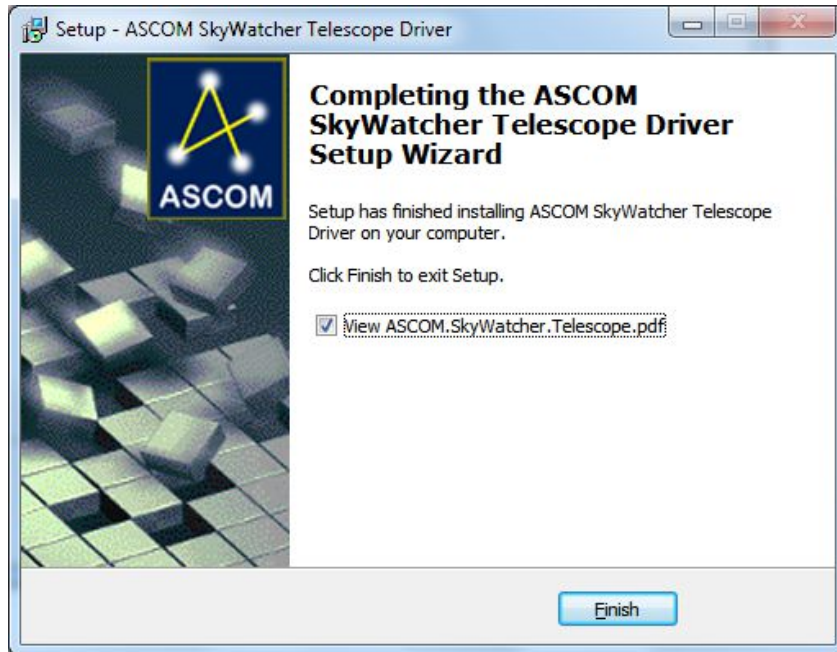 Setup - ASCOM SkyWatcher Telescope Driver
ASCOM
Completing the ASCOM
SkyWatcher Telescope Driver
Setup Wizard
Setup has finished installing ASCOM SkyWatcher Telescope
Driver on your computer.
Click Finish to exit Setup.
View ASCOM.SkyWatcher.Telescope.pdf
Finish